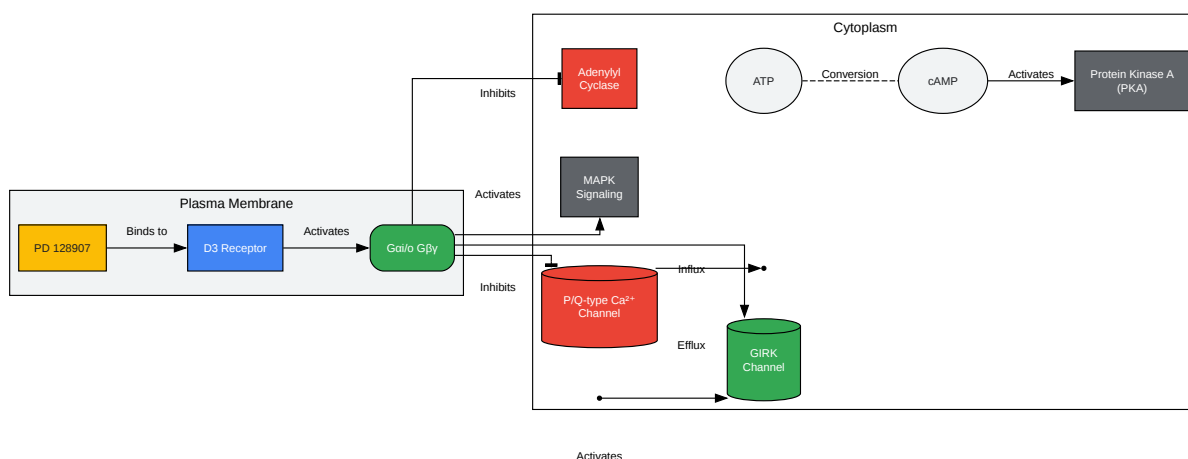 Cytoplasm
Adenylyl
Cyclase
ATP
Conversion
cAMP
Activates
Protein Kinase A
(PKA)
Inhibits
MAPK
Signaling
Activates
Plasma Membrane
PD 128907
Binds to
D3 Receptor
Activates
Gαi/o Gβγ
Inhibits
Influx
P/Q-type Ca²⁺
Channel
Efflux
GIRK
Channel
Activates